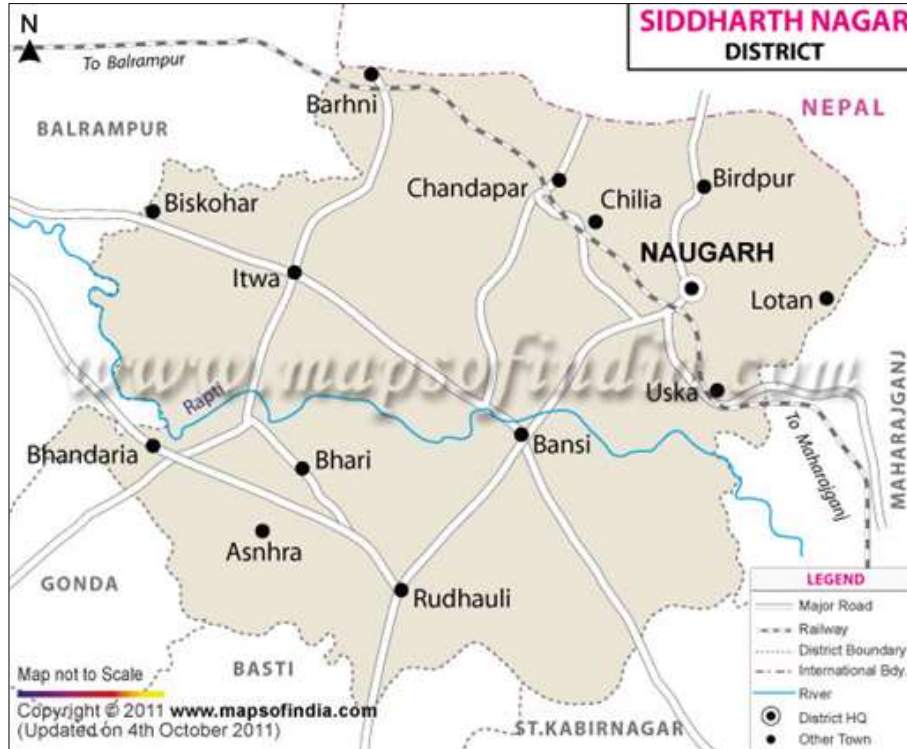 SIDDHARTH NAGAR
DISTRICT
N
To Balrampur
Barhni
NEPAL
BALRAMPUR
Chandapar
Birdpur
Biskohar
Chilia
NAUGARH
Itwa
Lotan
www.mapsofindia.com
Rapti
Uska
MAHARAJGANJ
To Maharajganj
Bhandaria
Bhari
Bansi
Asnhra
GONDA
Rudhauli
BASTI
ST.KABIRNAGAR
LEGEND
Major Road
Railway
District Boundary
International Bdy.
River
District HQ
Other Town
Map not to Scale
Copyright © 2011 www.mapsofindia.com
(Updated on 4th October 2011)